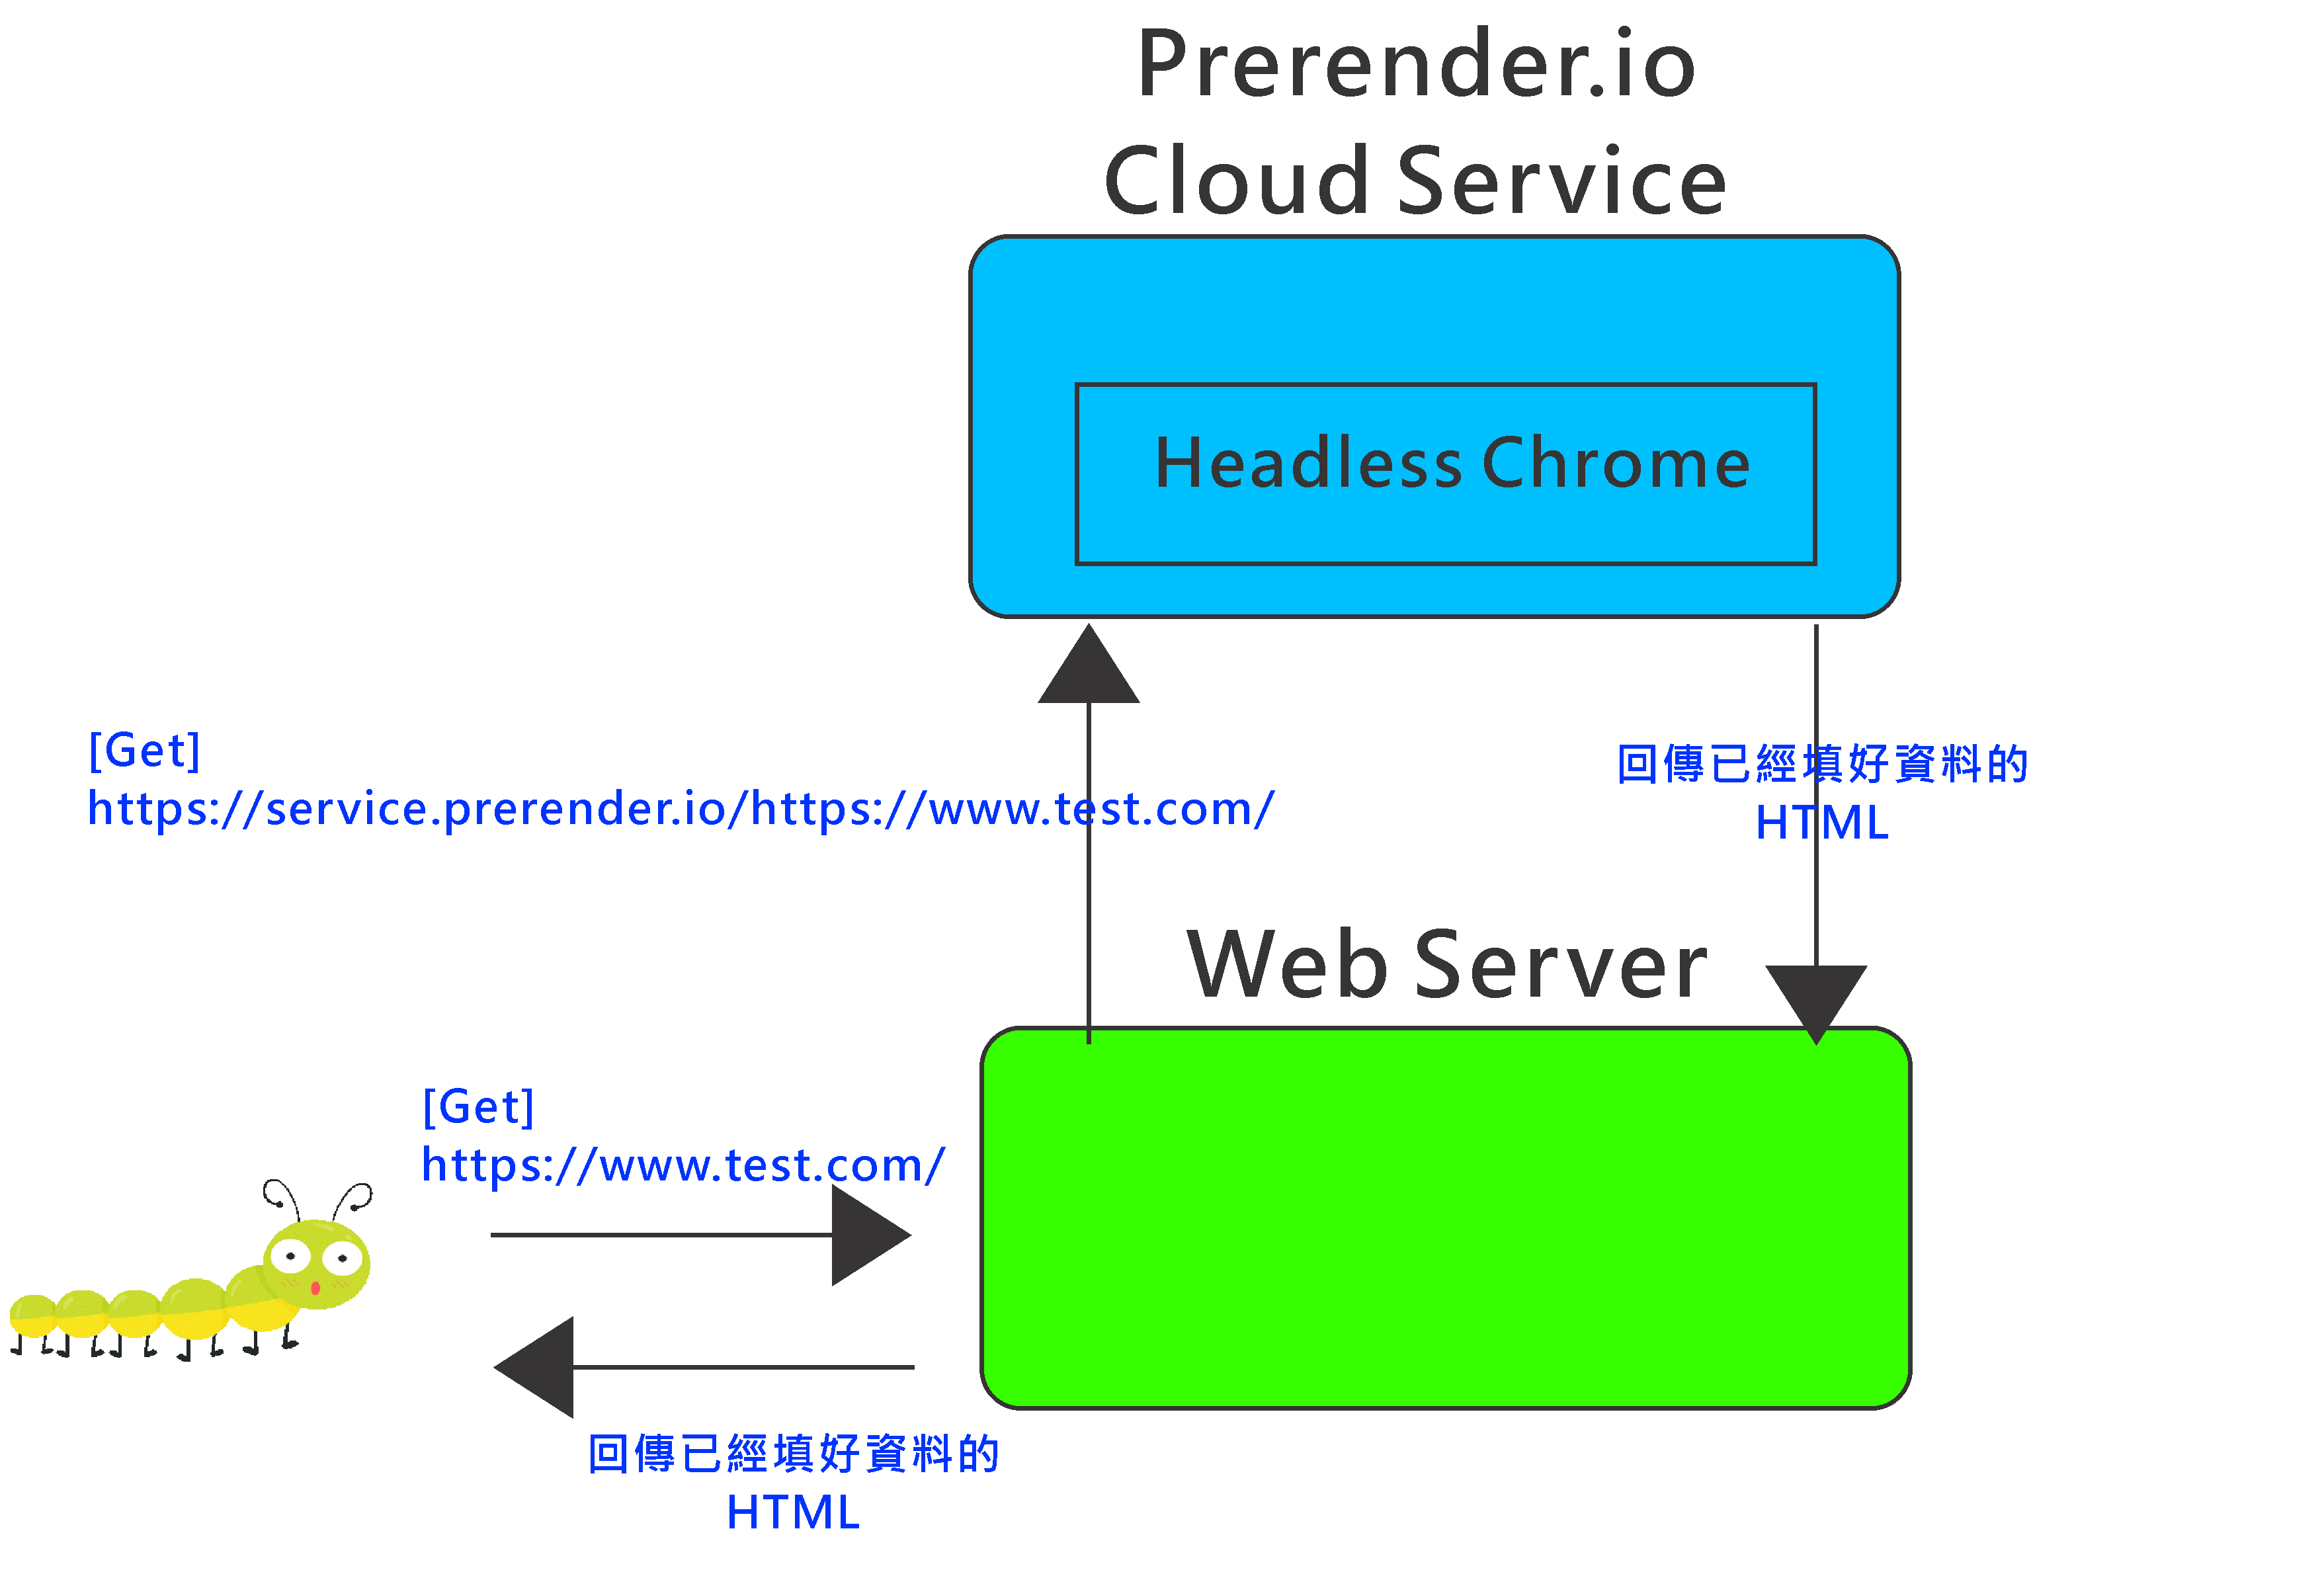 Prerender.io
Cloud Service
Headless Chrome
[Get]
https://service.prerender.io/https://www.test.com/
回傳已經填好資料的
HTML
Web Server
[Get]
https://www.test.com/
回傳已經填好資料的
HTML